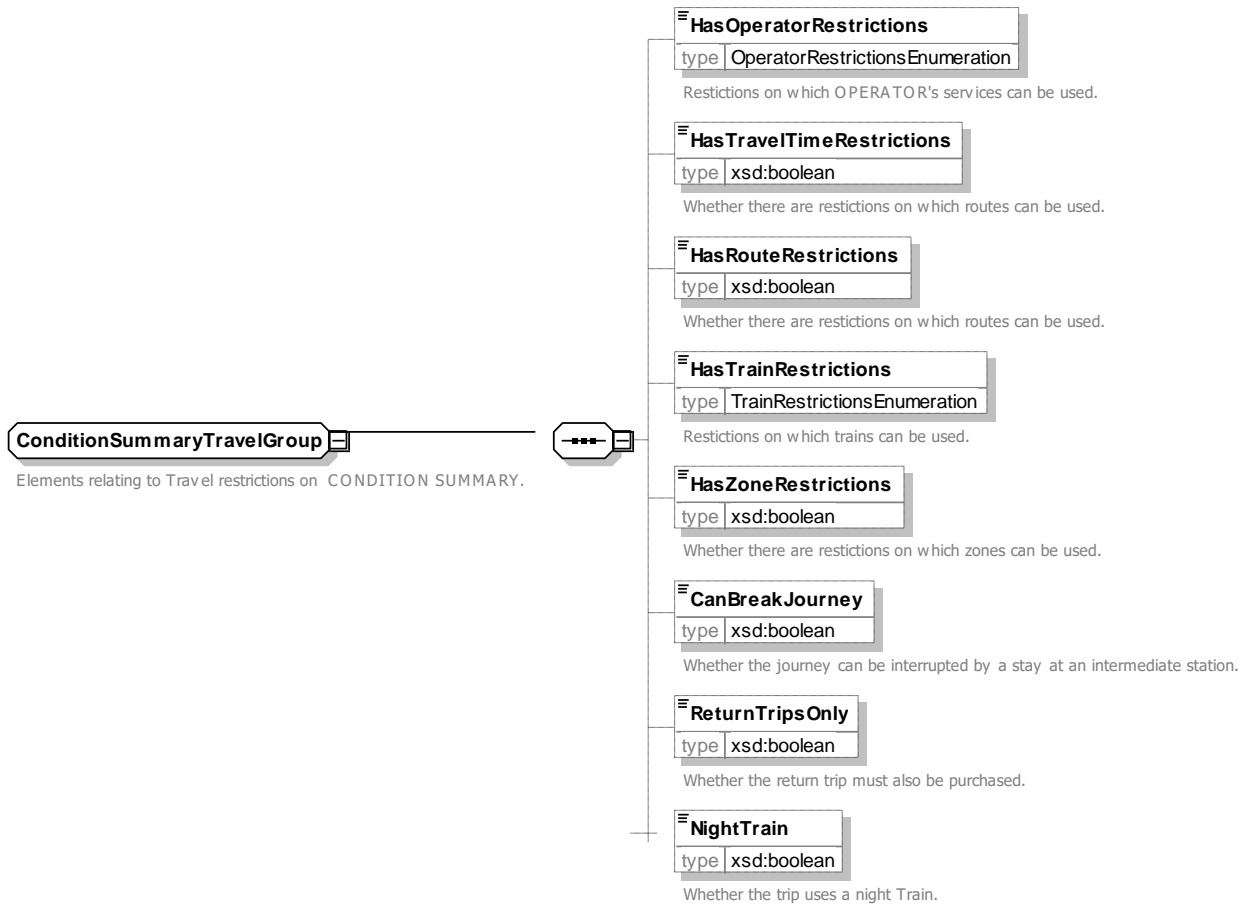 HasOperatorRestrictions
type OperatorRestrictionsEnumeration
Restictions on which OPERATOR's services can be used.
HasTravelTimeRestrictions
type xsd:boolean
Whether there are restictions on which routes can be used.
HasRouteRestrictions
type xsd:boolean
Whether there are restictions on which routes can be used.
HasTrainRestrictions
type TrainRestrictionsEnumeration
Restictions on which trains can be used.
ConditionSummaryTravelGroup
Elements relating to Travel restrictions on CONDITION SUMMARY.
HasZoneRestrictions
type xsd:boolean
Whether there are restictions on which zones can be used.
CanBreakJourney
type xsd:boolean
Whether the journey can be interrupted by a stay at an intermediate station.
ReturnTripsOnly
type xsd:boolean
Whether the return trip must also be purchased.
NightTrain
type xsd:boolean
Whether the trip uses a night Train.